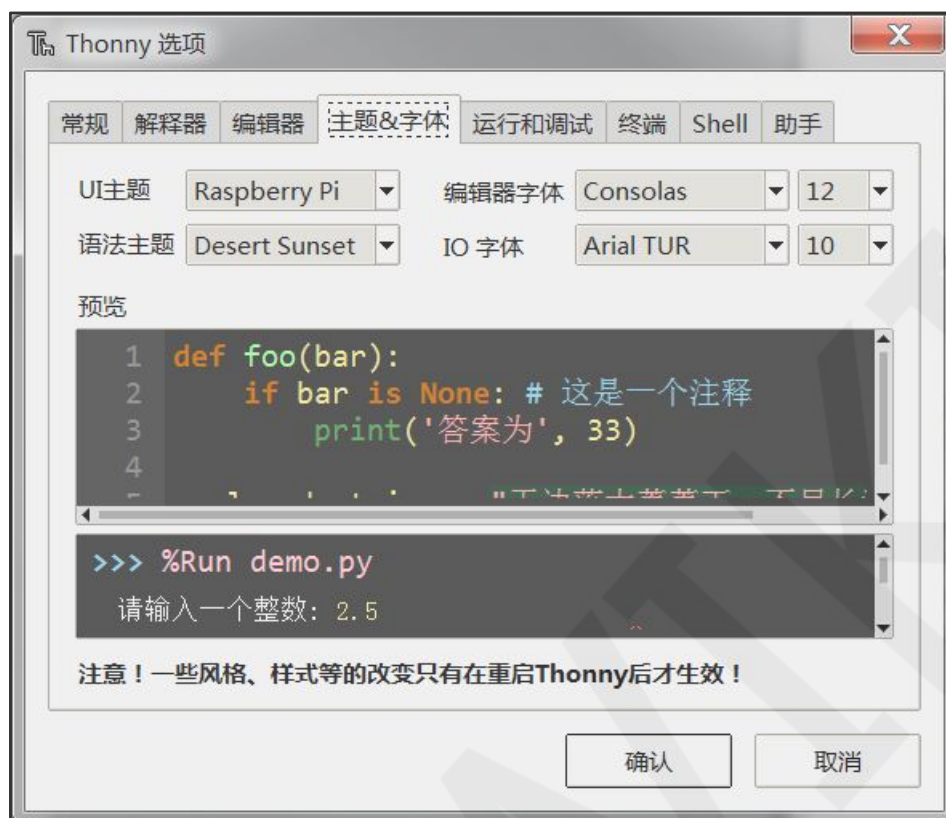 Thonny 选项
常规 解释器 编辑器 主题&字体 运行和调试 终端 Shell 助手
UI主题 Raspberry Pi 编辑器字体 Consolas 12
语法主题 Desert Sunset IO 字体 Arial TUR 10
预览
1 def foo(bar):
2 if bar is None: # 这是一个注释
3 print('答案为', 33)
4
>>> %Run demo.py
请输入一个整数: 2.5
注意！一些风格、样式等的改变只有在重启Thonny后才生效！
确认 取消